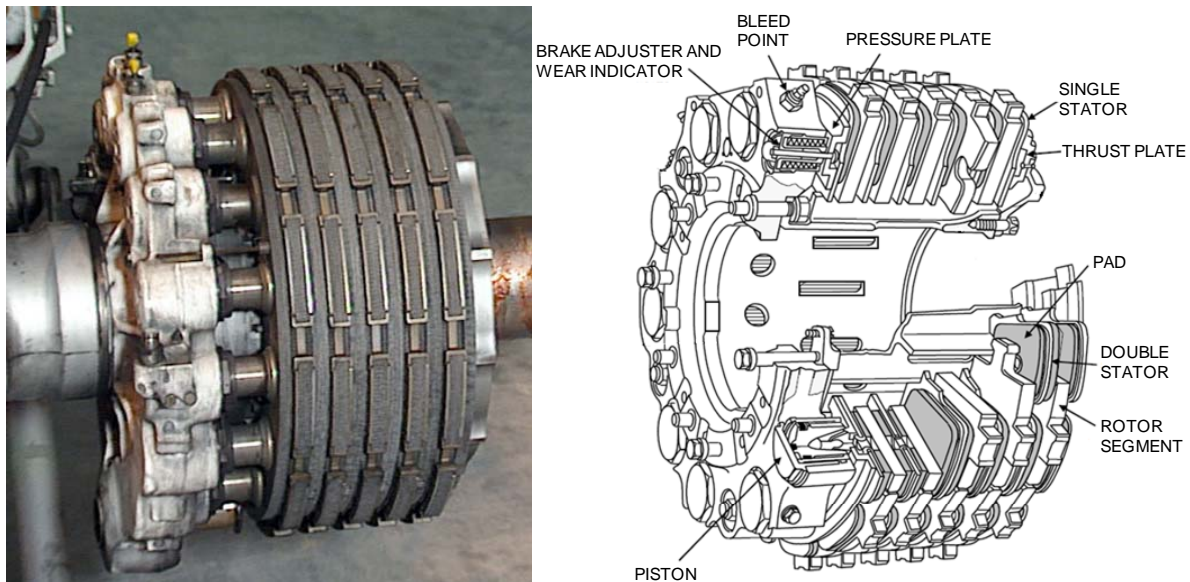 BLEED
POINT
BRAKE ADJUSTER AND
WEAR INDICATOR
PRESSURE PLATE
SINGLE
STATOR
THRUST PLATE
PAD
DOUBLE
STATOR
ROTOR
SEGMENT
PISTON